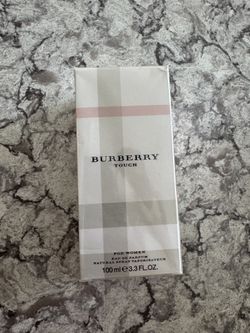 BURBERRY
TOUCH
FOR WOMEN
EAU DE PARFUM
NATURAL SPRAY VAPORISATEUR
100 ml ℮ 3.3 FL.OZ.